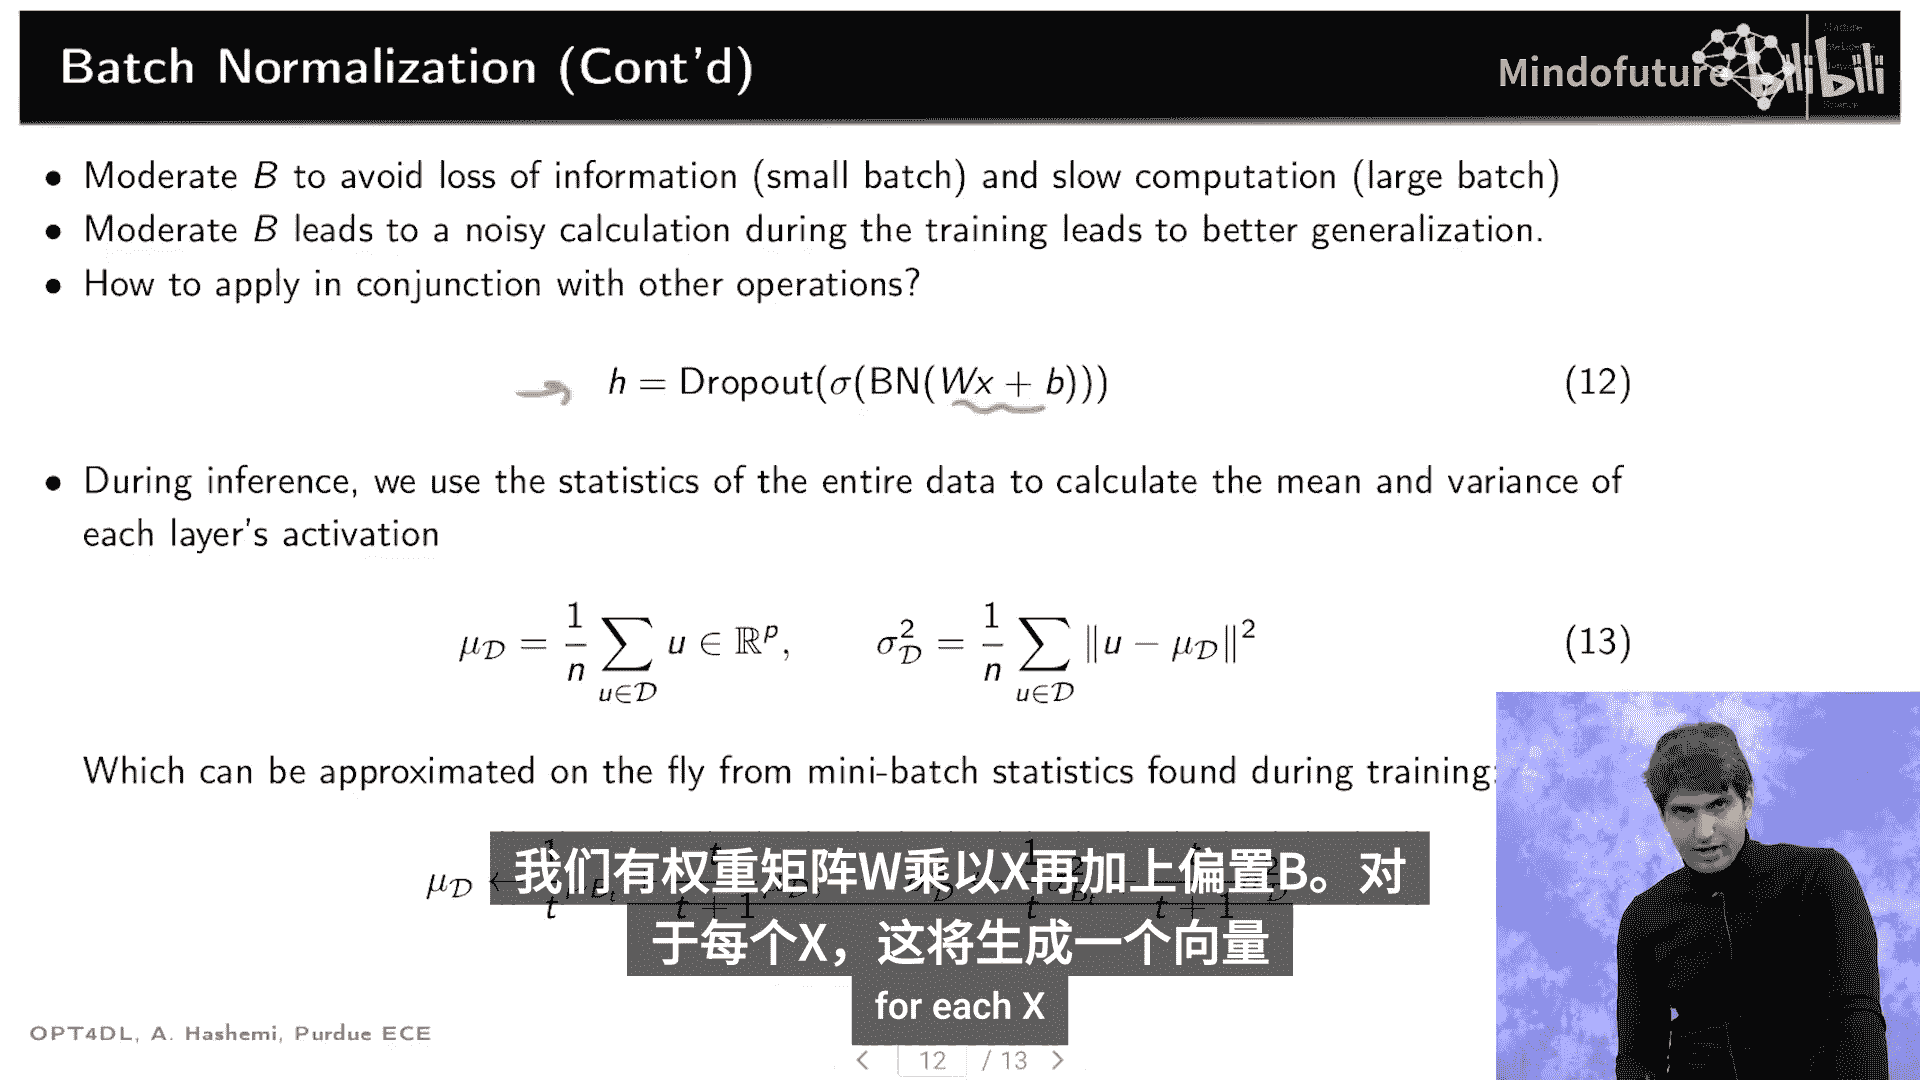 Batch Normalization (Cont'd)
Mindofuture bilibili
• Moderate B to avoid loss of information (small batch) and slow computation (large batch)
• Moderate B leads to a noisy calculation during the training leads to better generalization.
• How to apply in conjunction with other operations?
h = Dropout(σ(BN(Wx + b))) (12)
• During inference, we use the statistics of the entire data to calculate the mean and variance of
each layer's activation
μ_D = 1/n ∑_{u∈D} u ∈ ℝ^p, σ²_D = 1/n ∑_{u∈D} ‖u − μ_D‖² (13)
Which can be approximated on the fly from mini-batch statistics found during training:
μ_D ←
我们有权重矩阵W乘以X再加上偏置B。对
于每个X，这将生成一个向量
for each X
OPT4DL, A. Hashemi, Purdue ECE
12 / 13